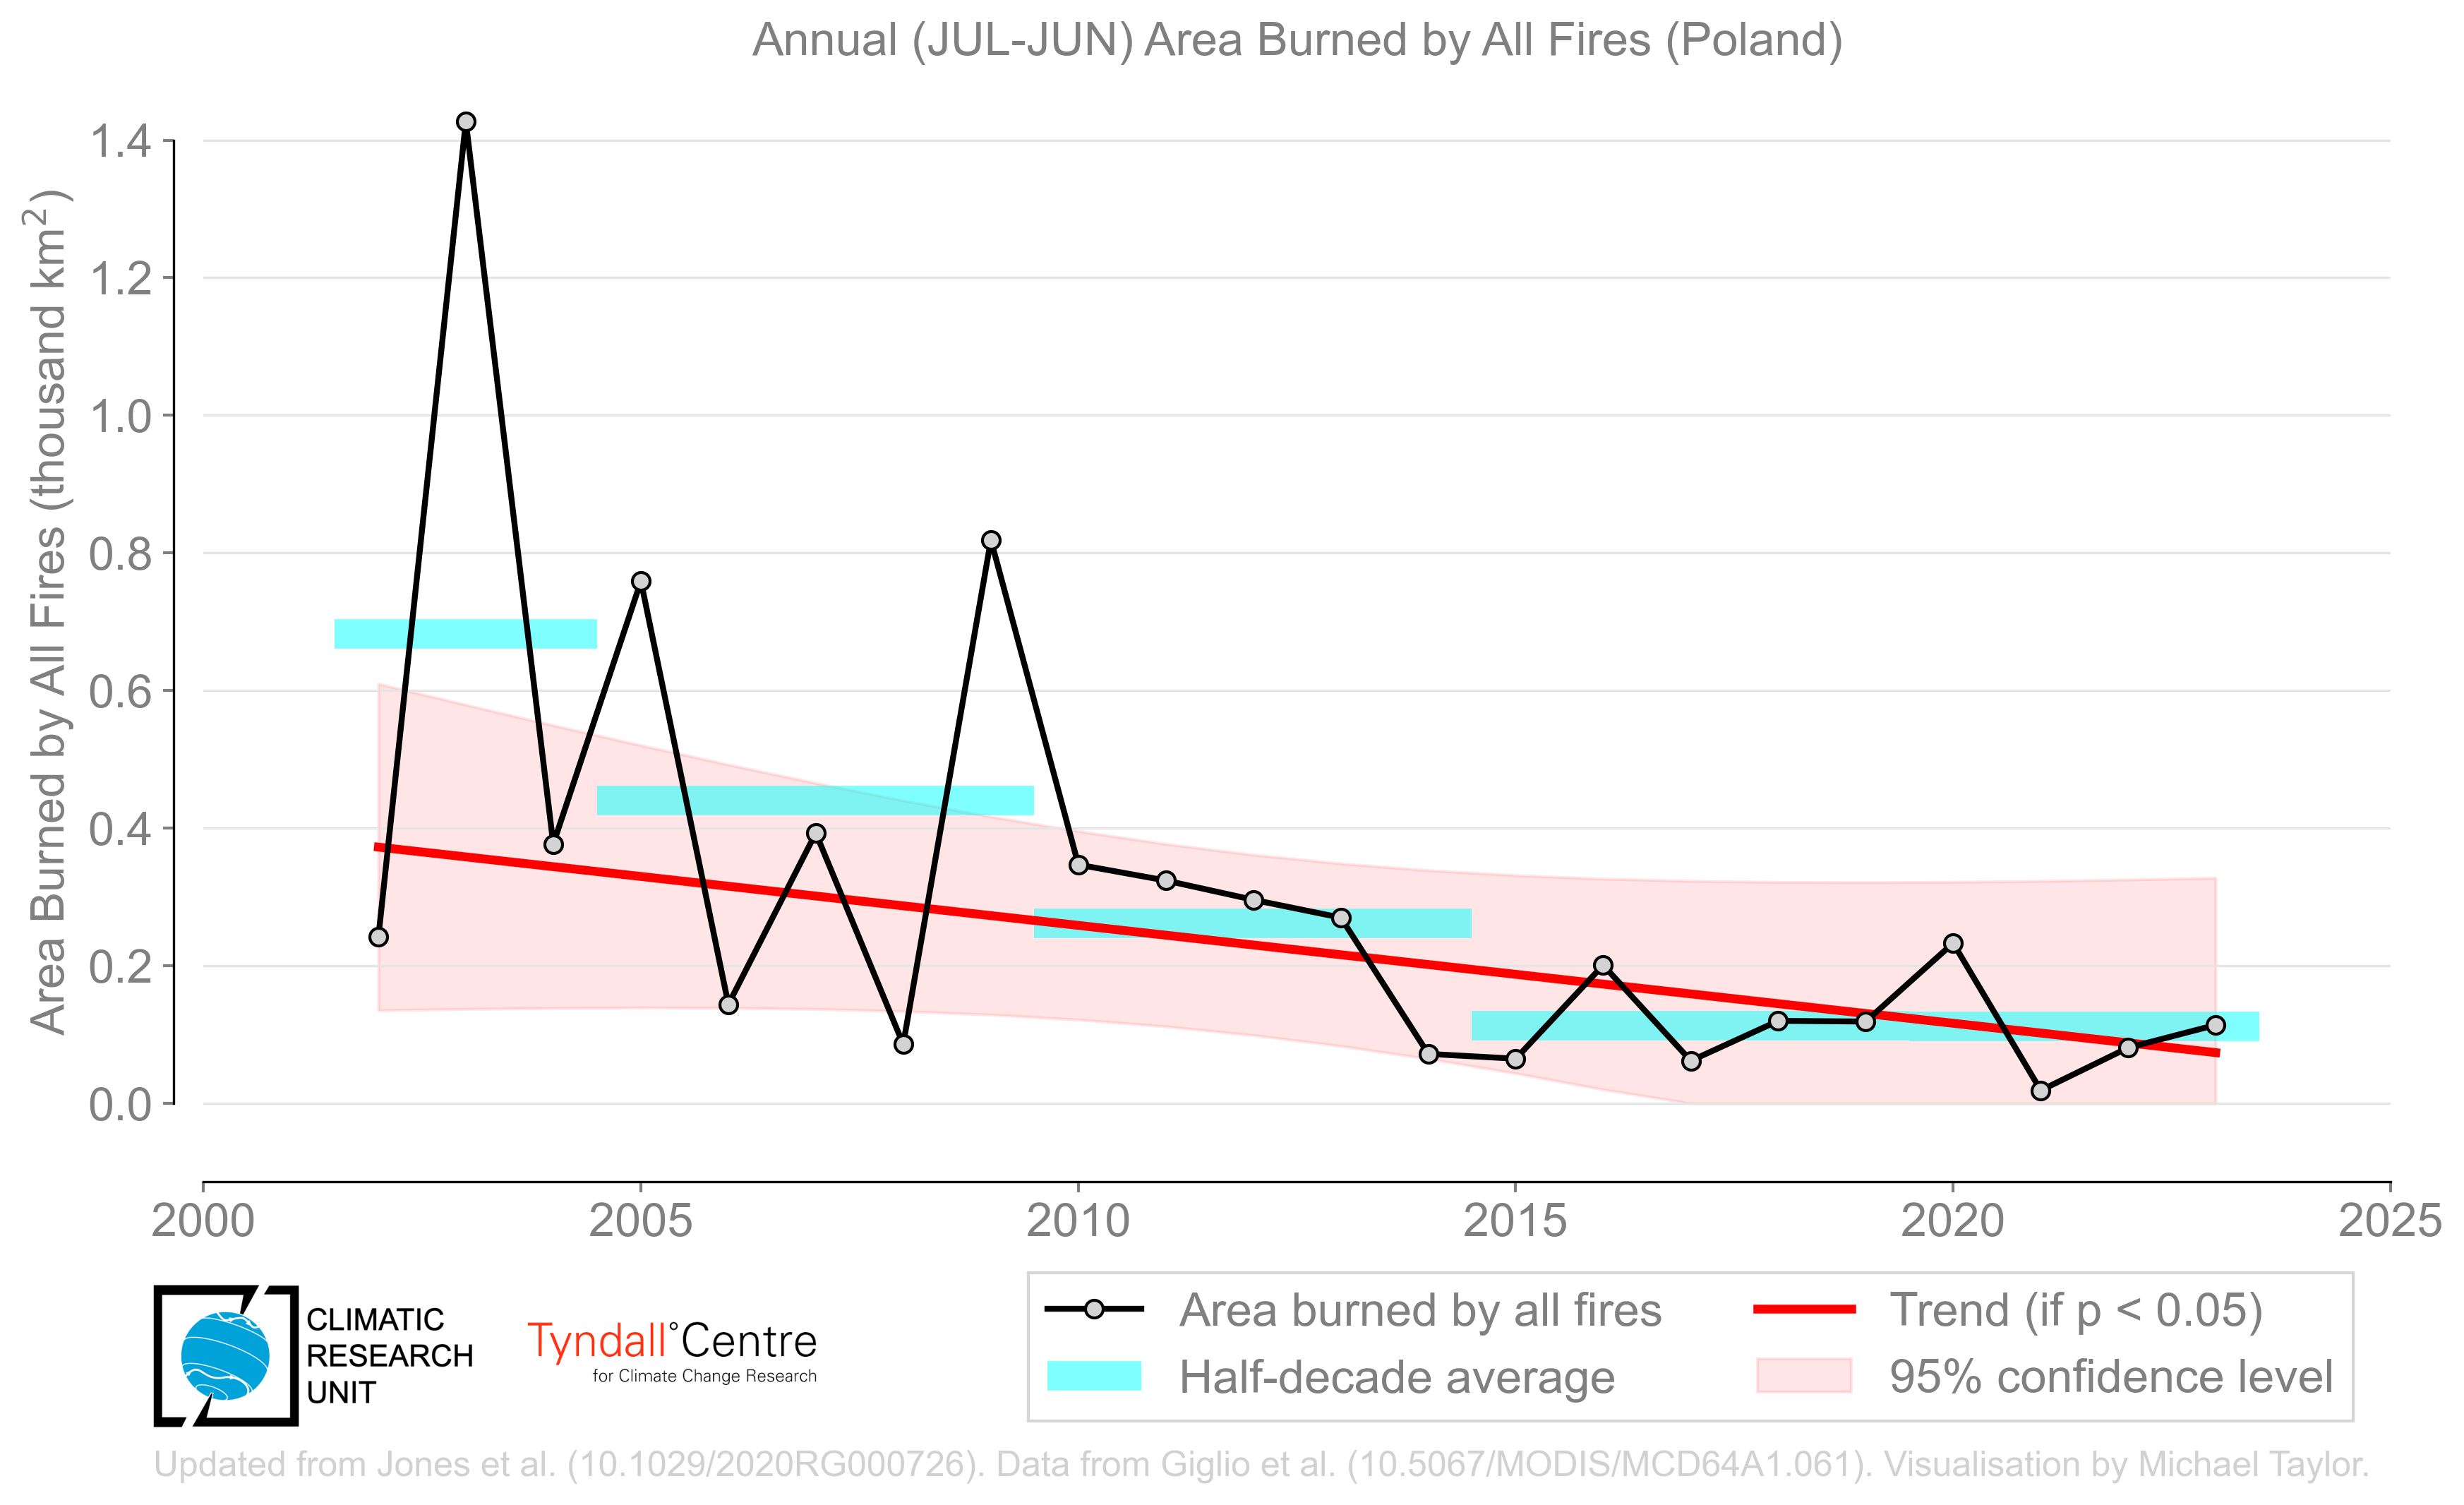 Annual (JUL-JUN) Area Burned by All Fires (Poland)
Area Burned by All Fires (thousand km²)
1.4
1.2
1.0
0.8
0.6
0.4
0.2
0.0
2000 2005 2010 2015 2020 2025
CLIMATIC
RESEARCH
UNIT
Tyndall°Centre
for Climate Change Research
Area burned by all fires
Half-decade average
Trend (if p < 0.05)
95% confidence level
Updated from Jones et al. (10.1029/2020RG000726). Data from Giglio et al. (10.5067/MODIS/MCD64A1.061). Visualisation by Michael Taylor.